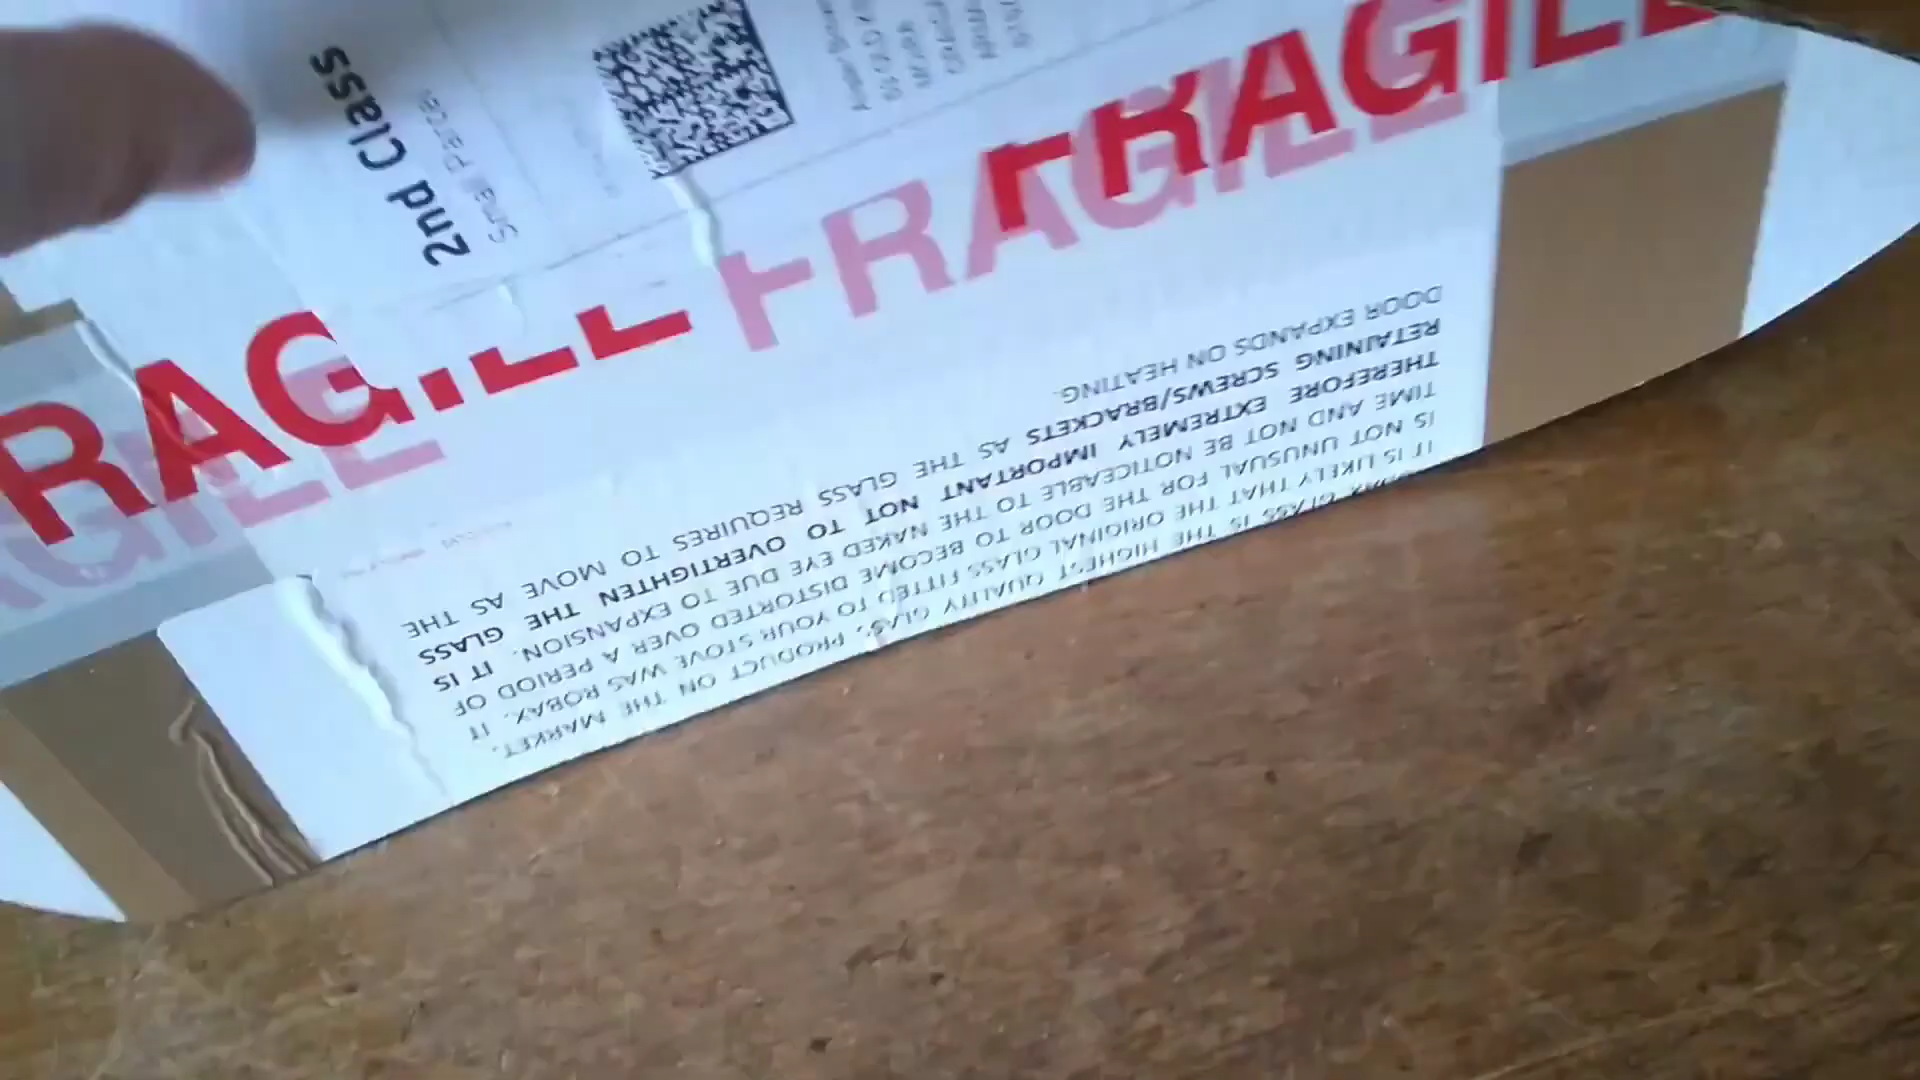 2nd Class
Small Parcel
FRAGILE
FRAGILE
RAGILE
AGILE
GLASS IS THE HIGHEST QUALITY GLASS PRODUCT ON THE MARKET.
IT IS LIKELY THAT THE ORIGINAL GLASS FITTED TO YOUR STOVE WAS ROBAX. IT
IS NOT UNUSUAL FOR THE DOOR TO BECOME DISTORTED OVER A PERIOD OF
TIME AND NOT BE NOTICEABLE TO THE NAKED EYE DUE TO EXPANSION. IT IS
THEREFORE EXTREMELY IMPORTANT NOT TO OVERTIGHTEN THE GLASS
RETAINING SCREWS/BRACKETS AS THE GLASS REQUIRES TO MOVE AS THE
DOOR EXPANDS ON HEATING.